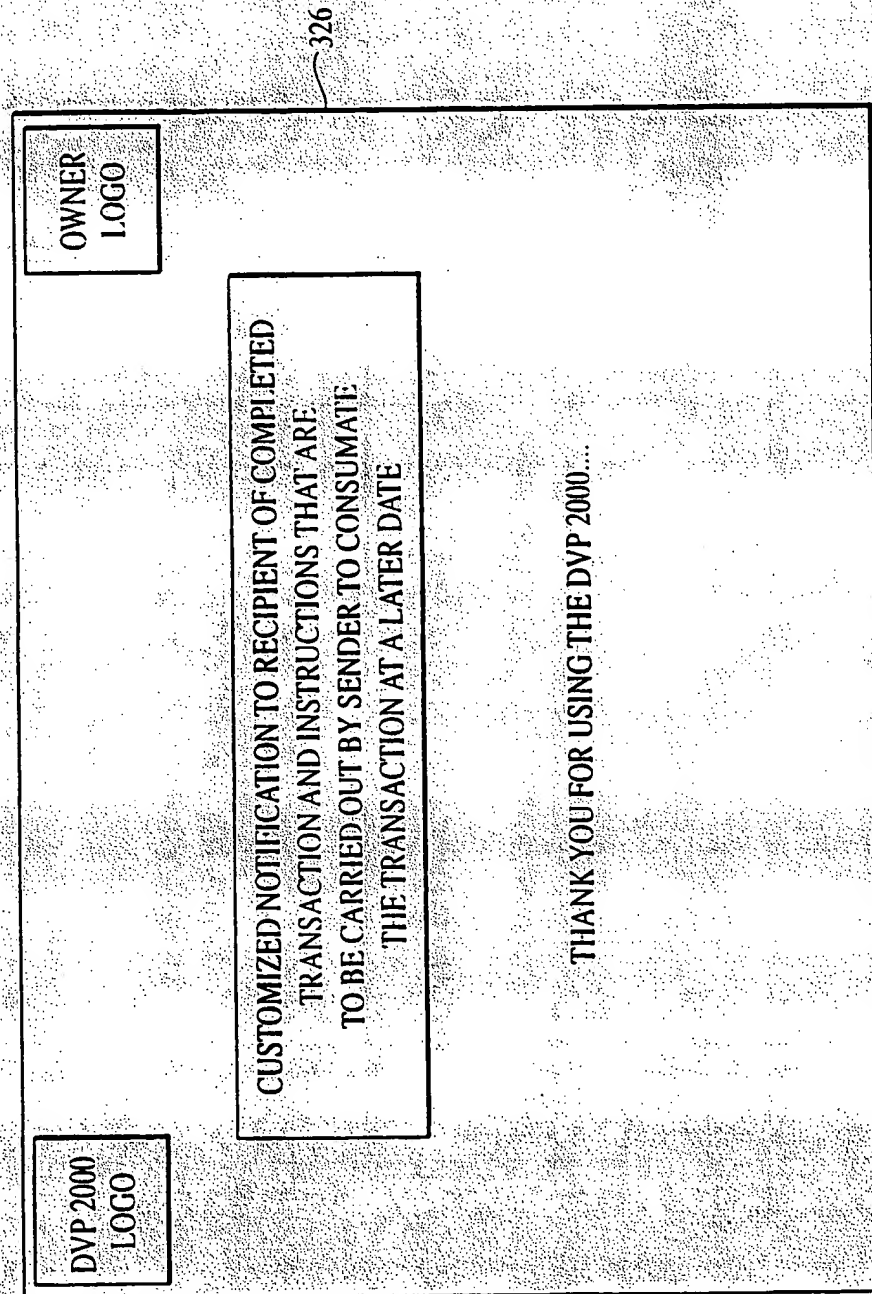 DVP 2000
LOGO
OWNER
LOGO
326
CUSTOMIZED NOTIFICATION TO RECIPIENT OF COMPLETED
TRANSACTION AND INSTRUCTIONS THAT ARE
TO BE CARRIED OUT BY SENDER TO CONSUMATE
THE TRANSACTION AT A LATER DATE
THANK YOU FOR USING THE DVP 2000....